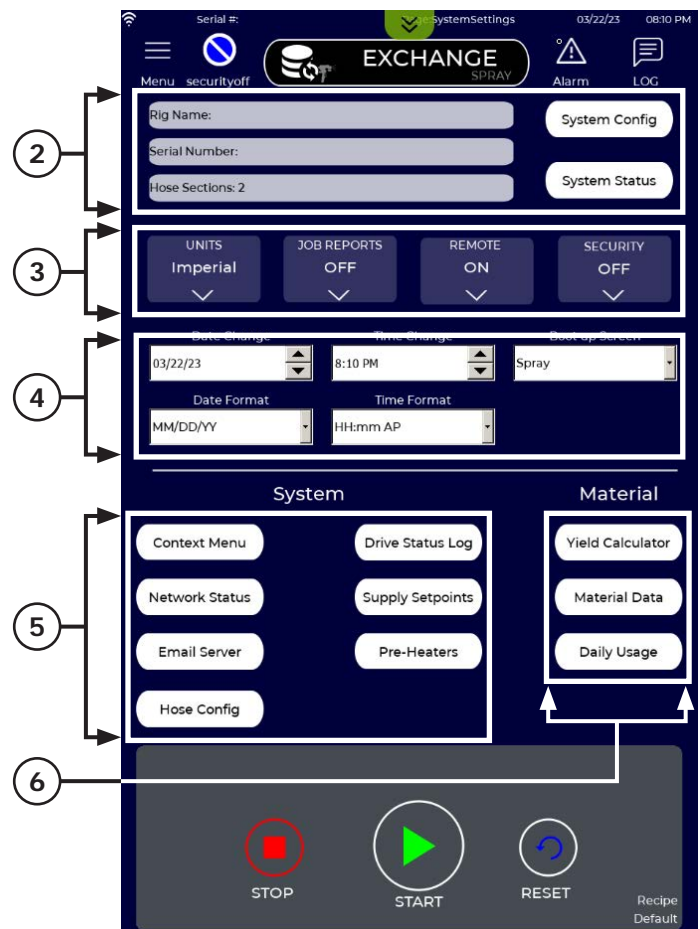 Serial #:
ge:SystemSettings
03/22/23
08:10 PM
Menu
securityoff
EXCHANGE
SPRAY
Alarm
LOG
2
Rig Name:
System Config
Serial Number:
Hose Sections: 2
System Status
3
UNITS
JOB REPORTS
REMOTE
SECURITY
Imperial
OFF
ON
OFF
4
Date Change
Time Change
Boot up Screen
03/22/23
8:10 PM
Spray
Date Format
Time Format
MM/DD/YY
HH:mm AP
System
Material
5
Context Menu
Drive Status Log
Yield Calculator
Network Status
Supply Setpoints
Material Data
Email Server
Pre-Heaters
Daily Usage
Hose Config
6
STOP
START
RESET
Recipe
Default